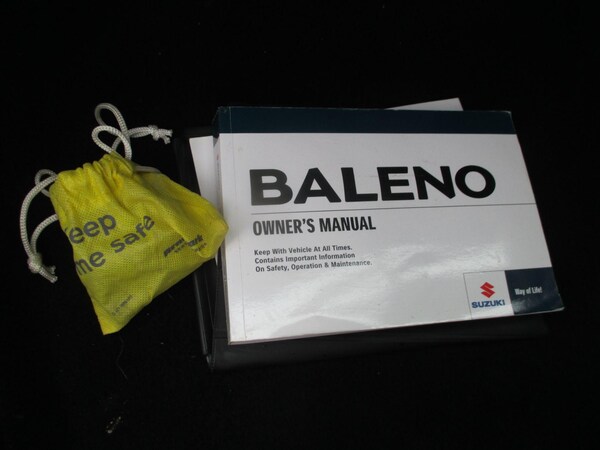 Keep
me safe
BALENO
OWNER'S MANUAL
Keep With Vehicle At All Times.
Contains Important Information
On Safety, Operation & Maintenance.
SUZUKI
Way of Life!